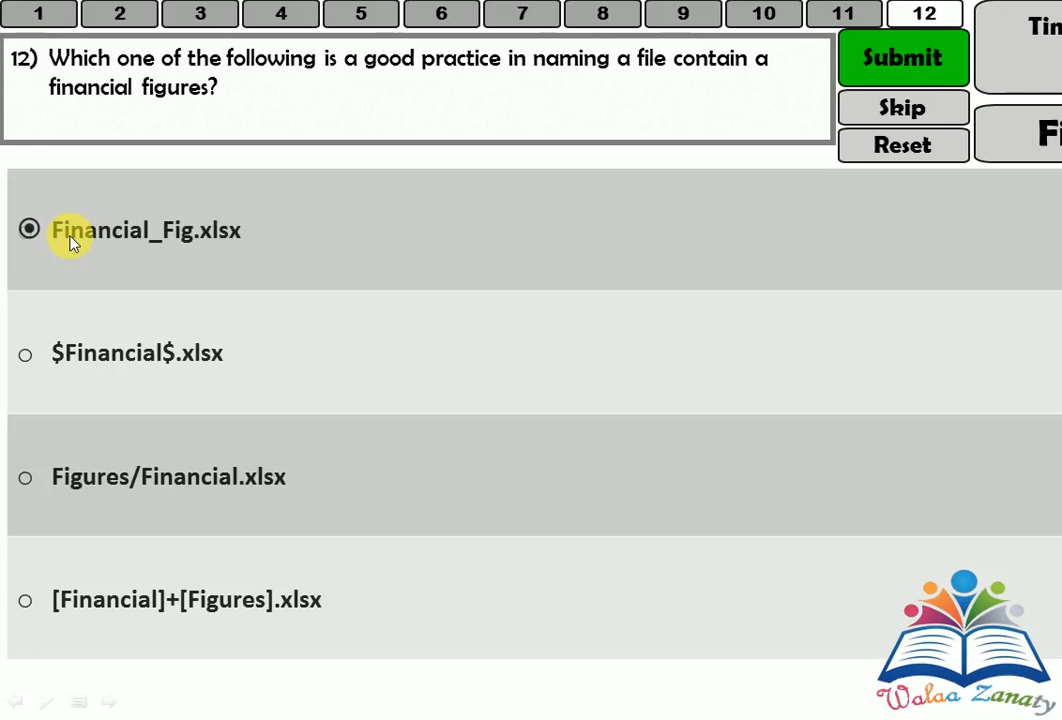 1 2 3 4 5 6 7 8 9 10 11 12
12) Which one of the following is a good practice in naming a file contain a
financial figures?
Submit
Skip
Reset
Financial_Fig.xlsx
$Financial$.xlsx
Figures/Financial.xlsx
[Financial]+[Figures].xlsx
Walaa Zanaty